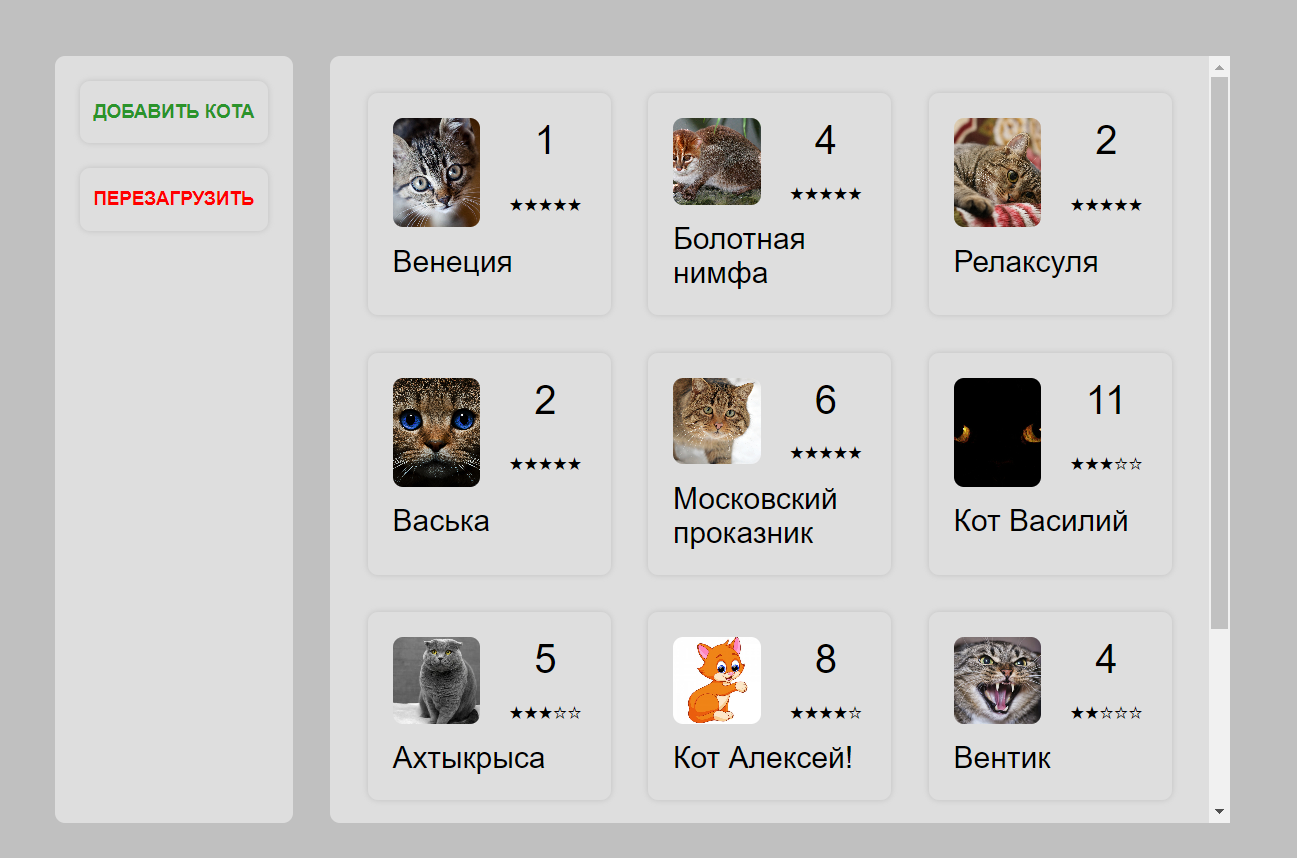 ДОБАВИТЬ КОТА
ПЕРЕЗАГРУЗИТЬ
1
★★★★★
Венеция
4
★★★★★
Болотная
нимфа
2
★★★★★
Релаксуля
2
★★★★★
Васька
6
★★★★★
Московский
проказник
11
★★★☆☆
Кот Василий
5
★★★☆☆
Ахтыкрыса
8
★★★★☆
Кот Алексей!
4
★★☆☆☆
Вентик